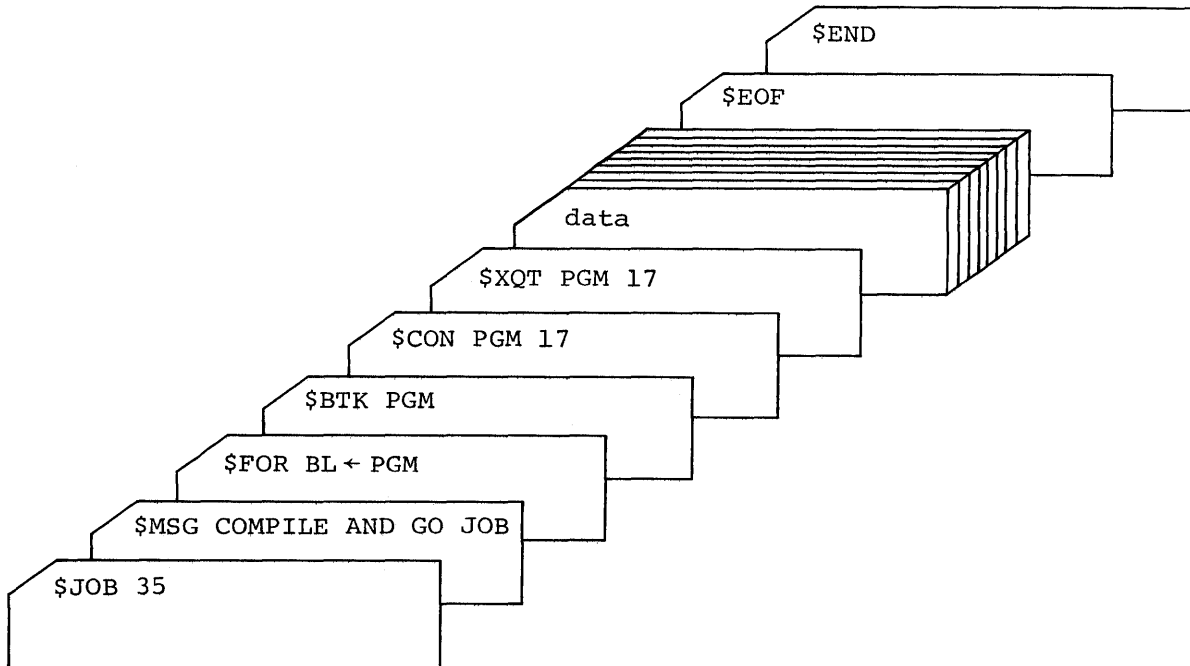 $END
$EOF
data
$XQT PGM 17
$CON PGM 17
$BTK PGM
$FOR BL ← PGM
$MSG COMPILE AND GO JOB
$JOB 35